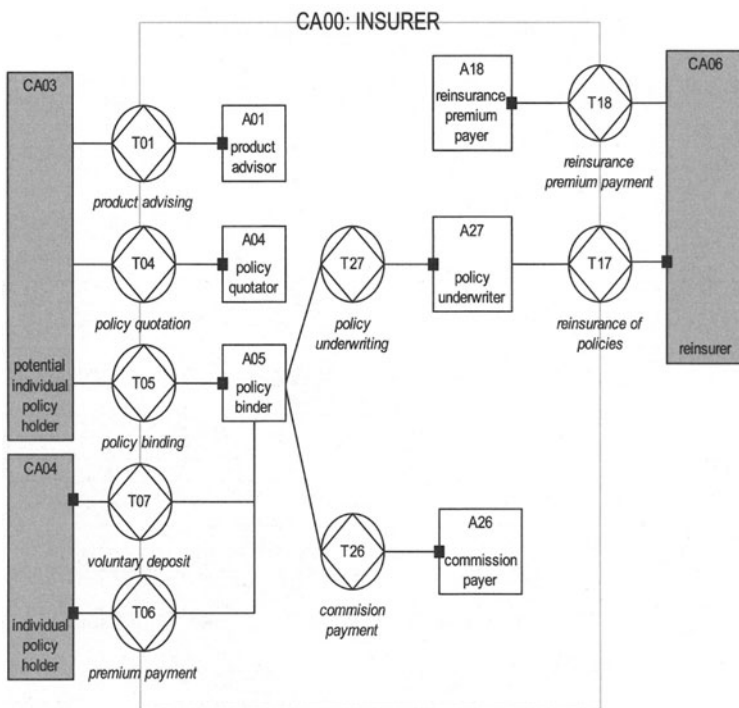 CA00: INSURER
CA03
T01
A01
product
advisor
product advising
T04
A04
policy
quotator
policy quotation
potential
individual
policy
holder
T05
A05
policy
binder
policy binding
CA04
T07
voluntary deposit
individual
policy
holder
T06
premium payment
T27
policy
underwriting
A27
policy
underwriter
T26
commision
payment
A26
commission
payer
A18
reinsurance
premium
payer
T18
reinsurance
premium payment
T17
reinsurance of
policies
CA06
reinsurer